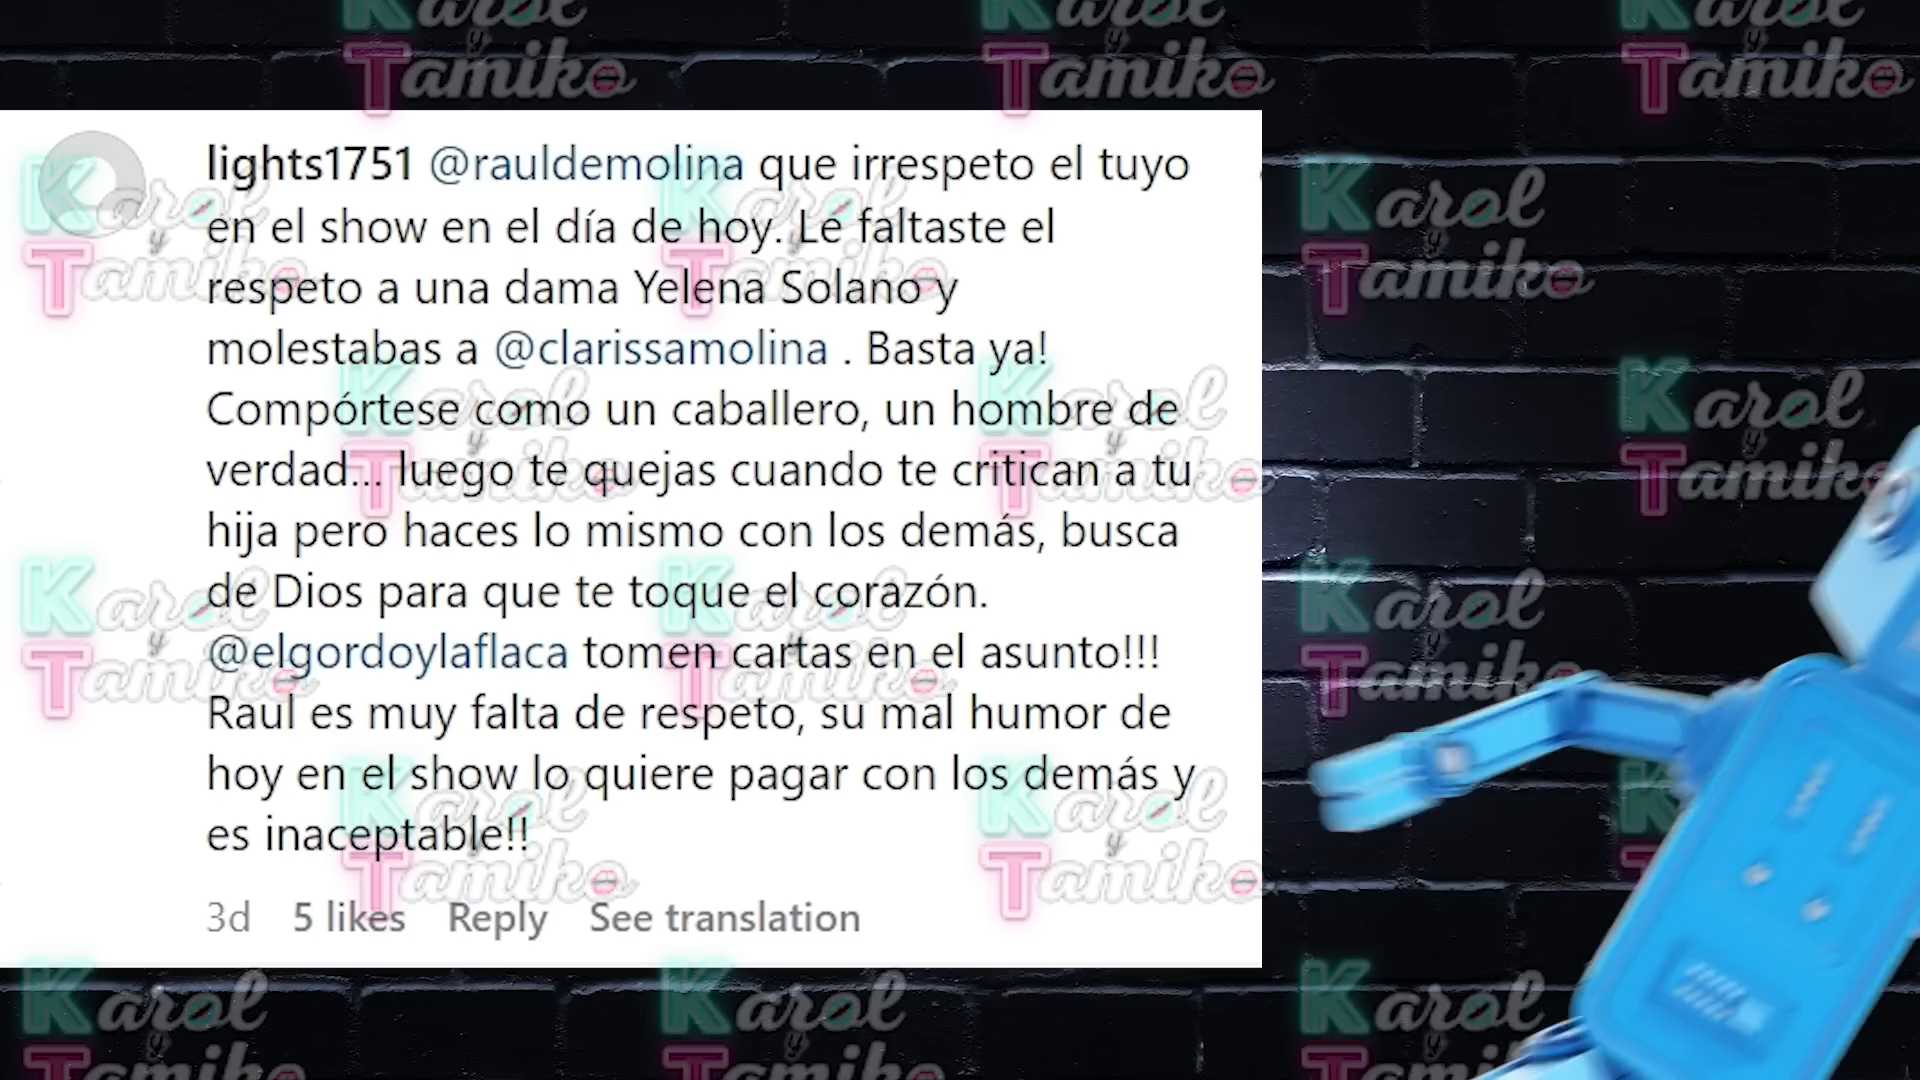 lights1751 @rauldemolina que irrespeto el tuyo
en el show en el día de hoy. Le faltaste el
respeto a una dama Yelena Solano y
molestabas a @clarissamolina . Basta ya!
Compórtese como un caballero, un hombre de
verdad... luego te quejas cuando te critican a tu
hija pero haces lo mismo con los demás, busca
de Dios para que te toque el corazón.
@elgordoylaflaca tomen cartas en el asunto!!!
Raul es muy falta de respeto, su mal humor de
hoy en el show lo quiere pagar con los demás y
es inaceptable!!
3d 5 likes Reply See translation
Karol
y
Tamiko